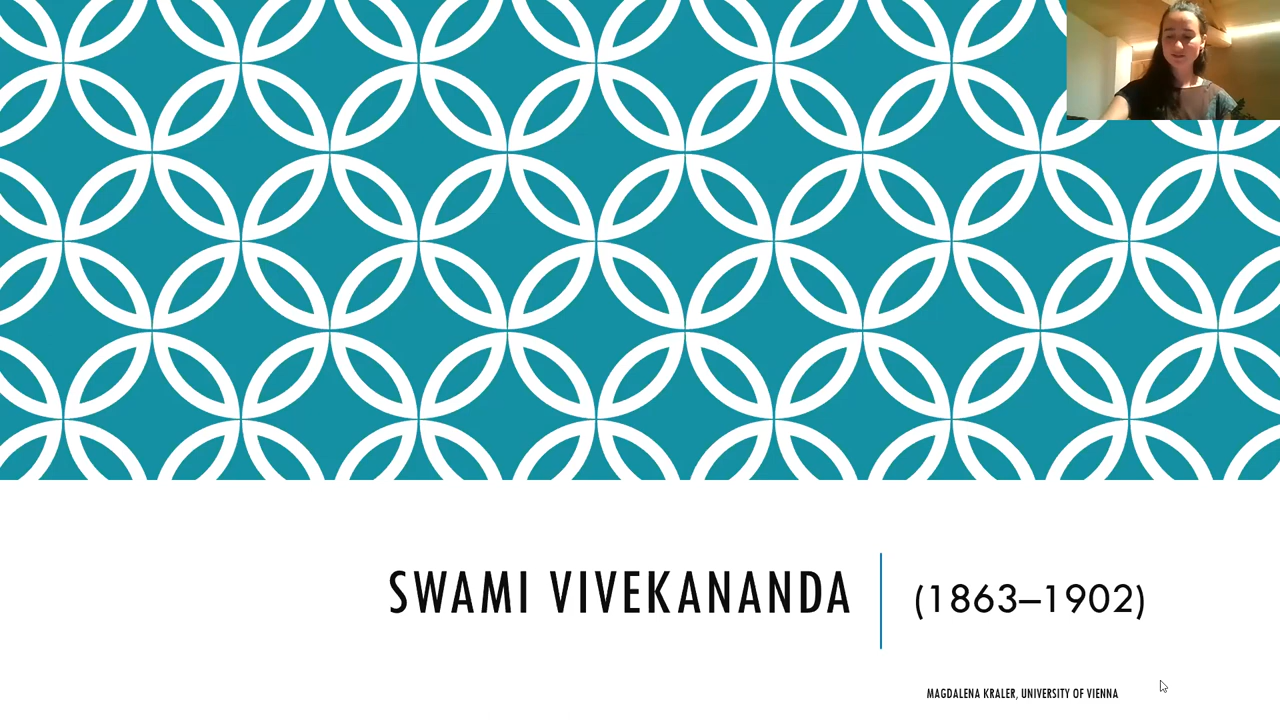 SWAMI VIVEKANANDA
(1863–1902)
MAGDALENA KRALER, UNIVERSITY OF VIENNA